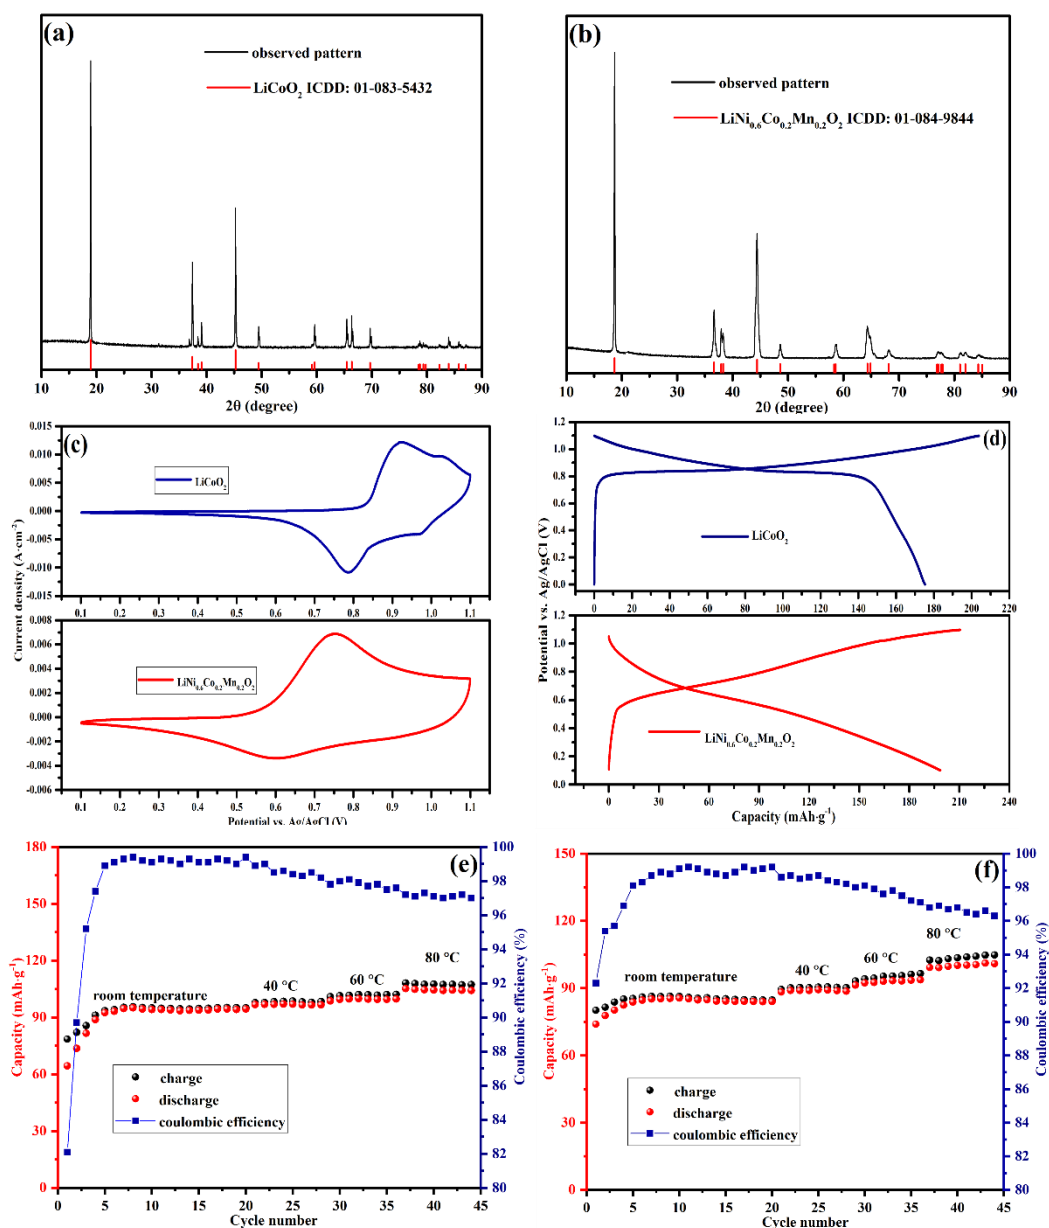 (a)
observed pattern
LiCoO₂ ICDD: 01-083-5432
10 20 30 40 50 60 70 80 90
2θ (degree)
(b)
observed pattern
LiNi₀.₆Co₀.₂Mn₀.₂O₂ ICDD: 01-084-9844
10 20 30 40 50 60 70 80 90
2Θ (degree)
Current density (A·cm⁻²)
(c)
LiCoO₂
0.015
0.010
0.005
0.000
-0.005
-0.010
-0.015
0.1 0.2 0.3 0.4 0.5 0.6 0.7 0.8 0.9 1.0 1.1
LiNi₀.₆Co₀.₂Mn₀.₂O₂
0.008
0.006
0.004
0.002
0.000
-0.002
-0.004
-0.006
0.1 0.2 0.3 0.4 0.5 0.6 0.7 0.8 0.9 1.0 1.1
Potential vs. Ag/AgCl (V)
Potential vs. Ag/AgCl (V)
(d)
LiCoO₂
1.2
1.0
0.8
0.6
0.4
0.2
0.0
0 20 40 60 80 100 120 140 160 180 200 220
LiNi₀.₆Co₀.₂Mn₀.₂O₂
1.2
1.0
0.8
0.6
0.4
0.2
0.0
0 30 60 90 120 150 180 210 240
Capacity (mAh·g⁻¹)
(e)
Capacity (mAh·g⁻¹)
180
150
120
90
60
30
0
room temperature
40 °C
60 °C
80 °C
charge
discharge
coulombic efficiency
100
98
96
94
92
90
88
86
84
82
80
Coulombic efficiency (%)
0 5 10 15 20 25 30 35 40 45
Cycle number
(f)
Capacity (mAh·g⁻¹)
150
120
90
60
30
0
room temperature
40 °C
60 °C
80 °C
charge
discharge
coulombic efficiency
100
98
96
94
92
90
88
86
84
82
80
Coulombic efficiency (%)
0 5 10 15 20 25 30 35 40 45
Cycle number